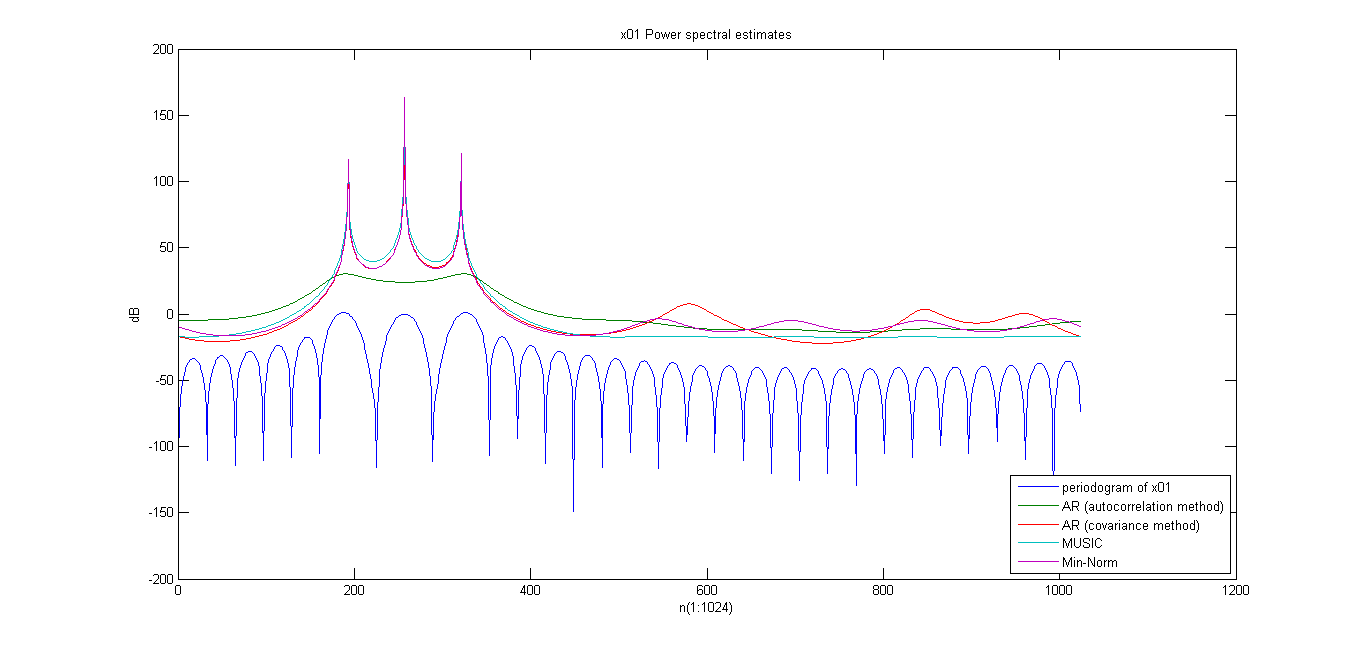 x01 Power spectral estimates
200
150
100
50
0
-50
-100
-150
-200
dB
0 200 400 600 800 1000 1200
n(1:1024)
periodogram of x01
AR (autocorrelation method)
AR (covariance method)
MUSIC
Min-Norm